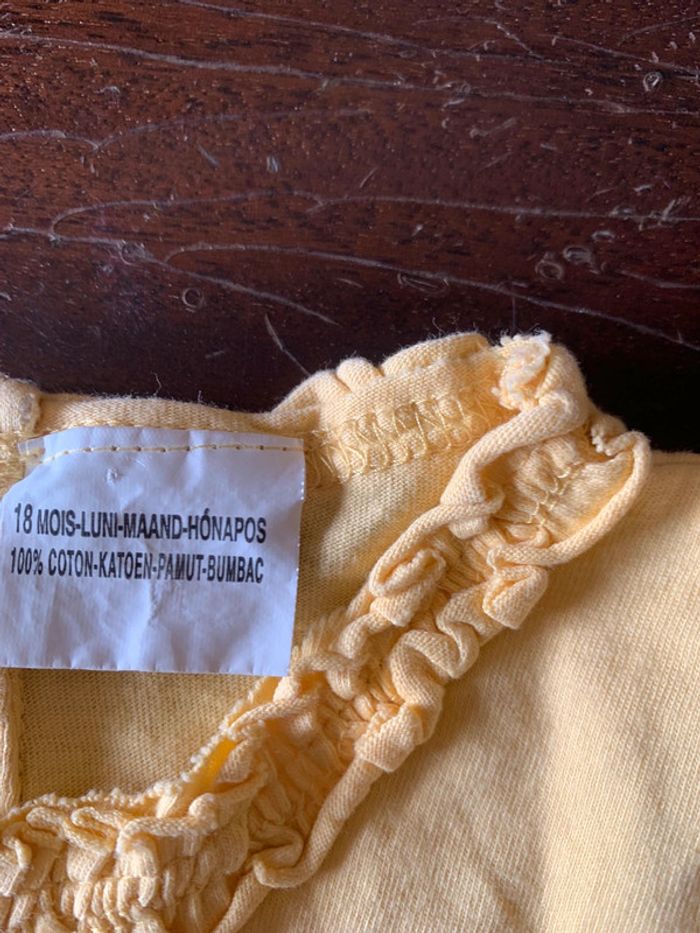 18 MOIS-LUNI-MAAND-HÓNAPOS
100% COTON-KATOEN-PAMUT-BUMBAC